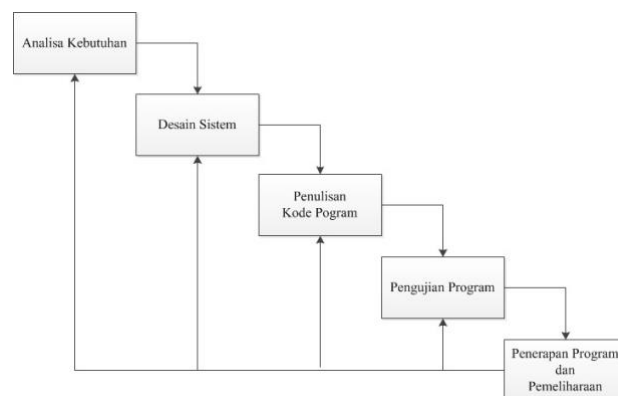 Analisa Kebutuhan
Desain Sistem
Penulisan
Kode Pogram
Pengujian Program
Penerapan Program
dan
Pemeliharaan